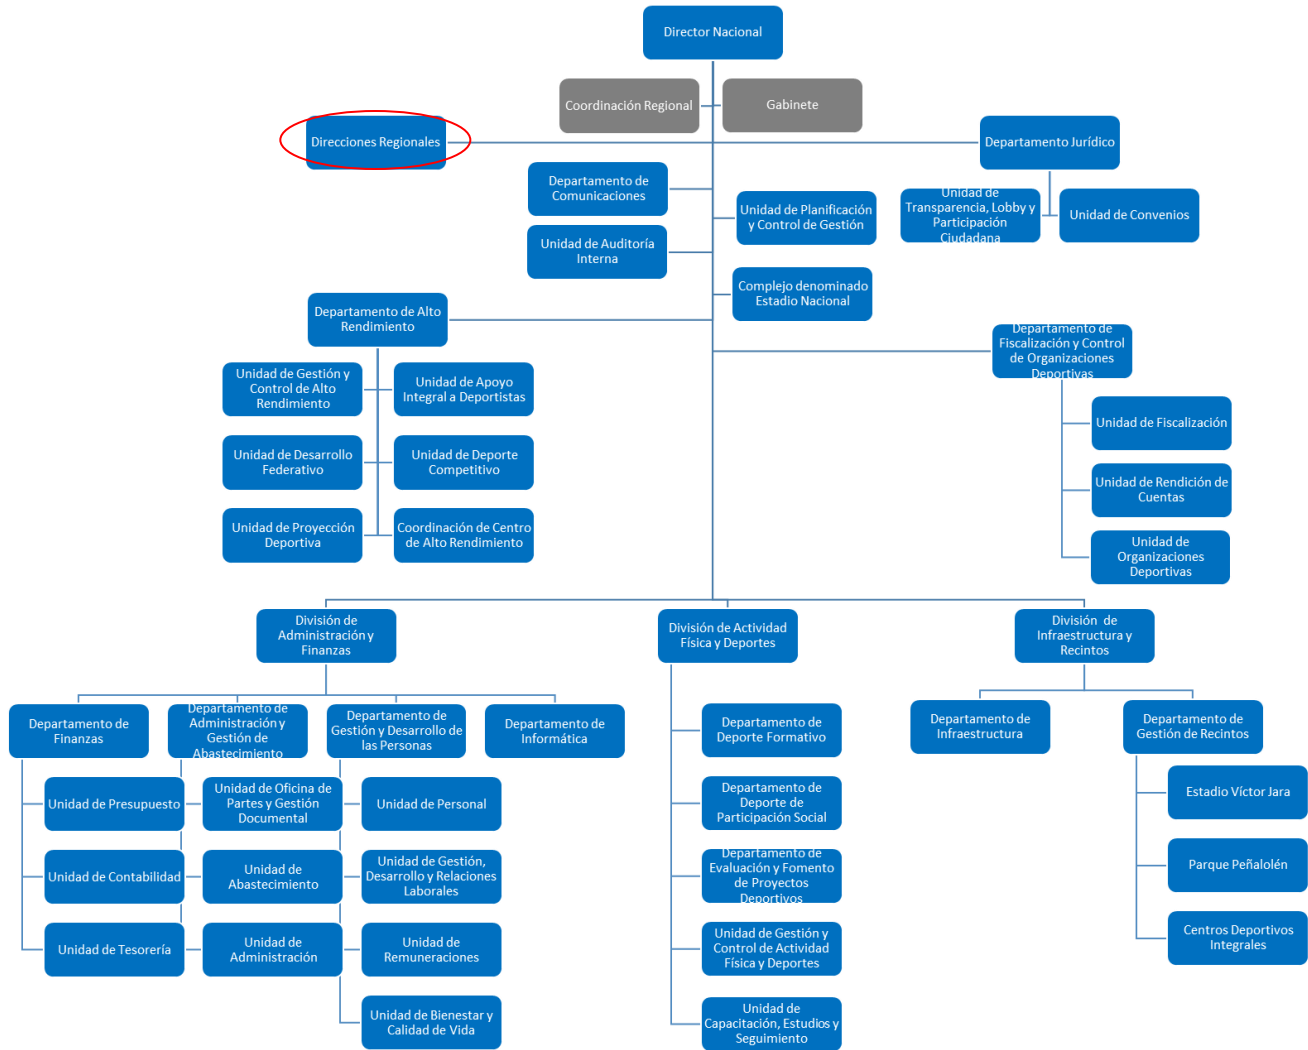 Director Nacional
Coordinación Regional
Gabinete
Direcciones Regionales
Departamento Jurídico
Departamento de
Comunicaciones
Unidad de Planificación
y Control de Gestión
Unidad de
Transparencia, Lobby y
Participación
Ciudadana
Unidad de Convenios
Unidad de Auditoría
Interna
Complejo denominado
Estadio Nacional
Departamento de Alto
Rendimiento
Departamento de
Fiscalización y Control
de Organizaciones
Deportivas
Unidad de Gestión y
Control de Alto
Rendimiento
Unidad de Apoyo
Integral a Deportistas
Unidad de Fiscalización
Unidad de Desarrollo
Federativo
Unidad de Deporte
Competitivo
Unidad de Rendición de
Cuentas
Unidad de Proyección
Deportiva
Coordinación de Centro
de Alto Rendimiento
Unidad de
Organizaciones
Deportivas
División de
Administración y
Finanzas
División de Actividad
Física y Deportes
División de
Infraestructura y
Recintos
Departamento de
Finanzas
Departamento de
Administración y
Gestión de
Abastecimiento
Departamento de
Gestión y Desarrollo de
las Personas
Departamento de
Informática
Departamento de
Deporte Formativo
Departamento de
Infraestructura
Departamento de
Gestión de Recintos
Unidad de Presupuesto
Unidad de Oficina de
Partes y Gestión
Documental
Unidad de Personal
Departamento de
Deporte de
Participación Social
Estadio Víctor Jara
Unidad de Contabilidad
Unidad de
Abastecimiento
Unidad de Gestión,
Desarrollo y Relaciones
Laborales
Departamento de
Evaluación y Fomento
de Proyectos
Deportivos
Parque Peñalolén
Unidad de Tesorería
Unidad de
Administración
Unidad de
Remuneraciones
Unidad de Gestión y
Control de Actividad
Física y Deportes
Centros Deportivos
Integrales
Unidad de Bienestar y
Calidad de Vida
Unidad de
Capacitación, Estudios y
Seguimiento